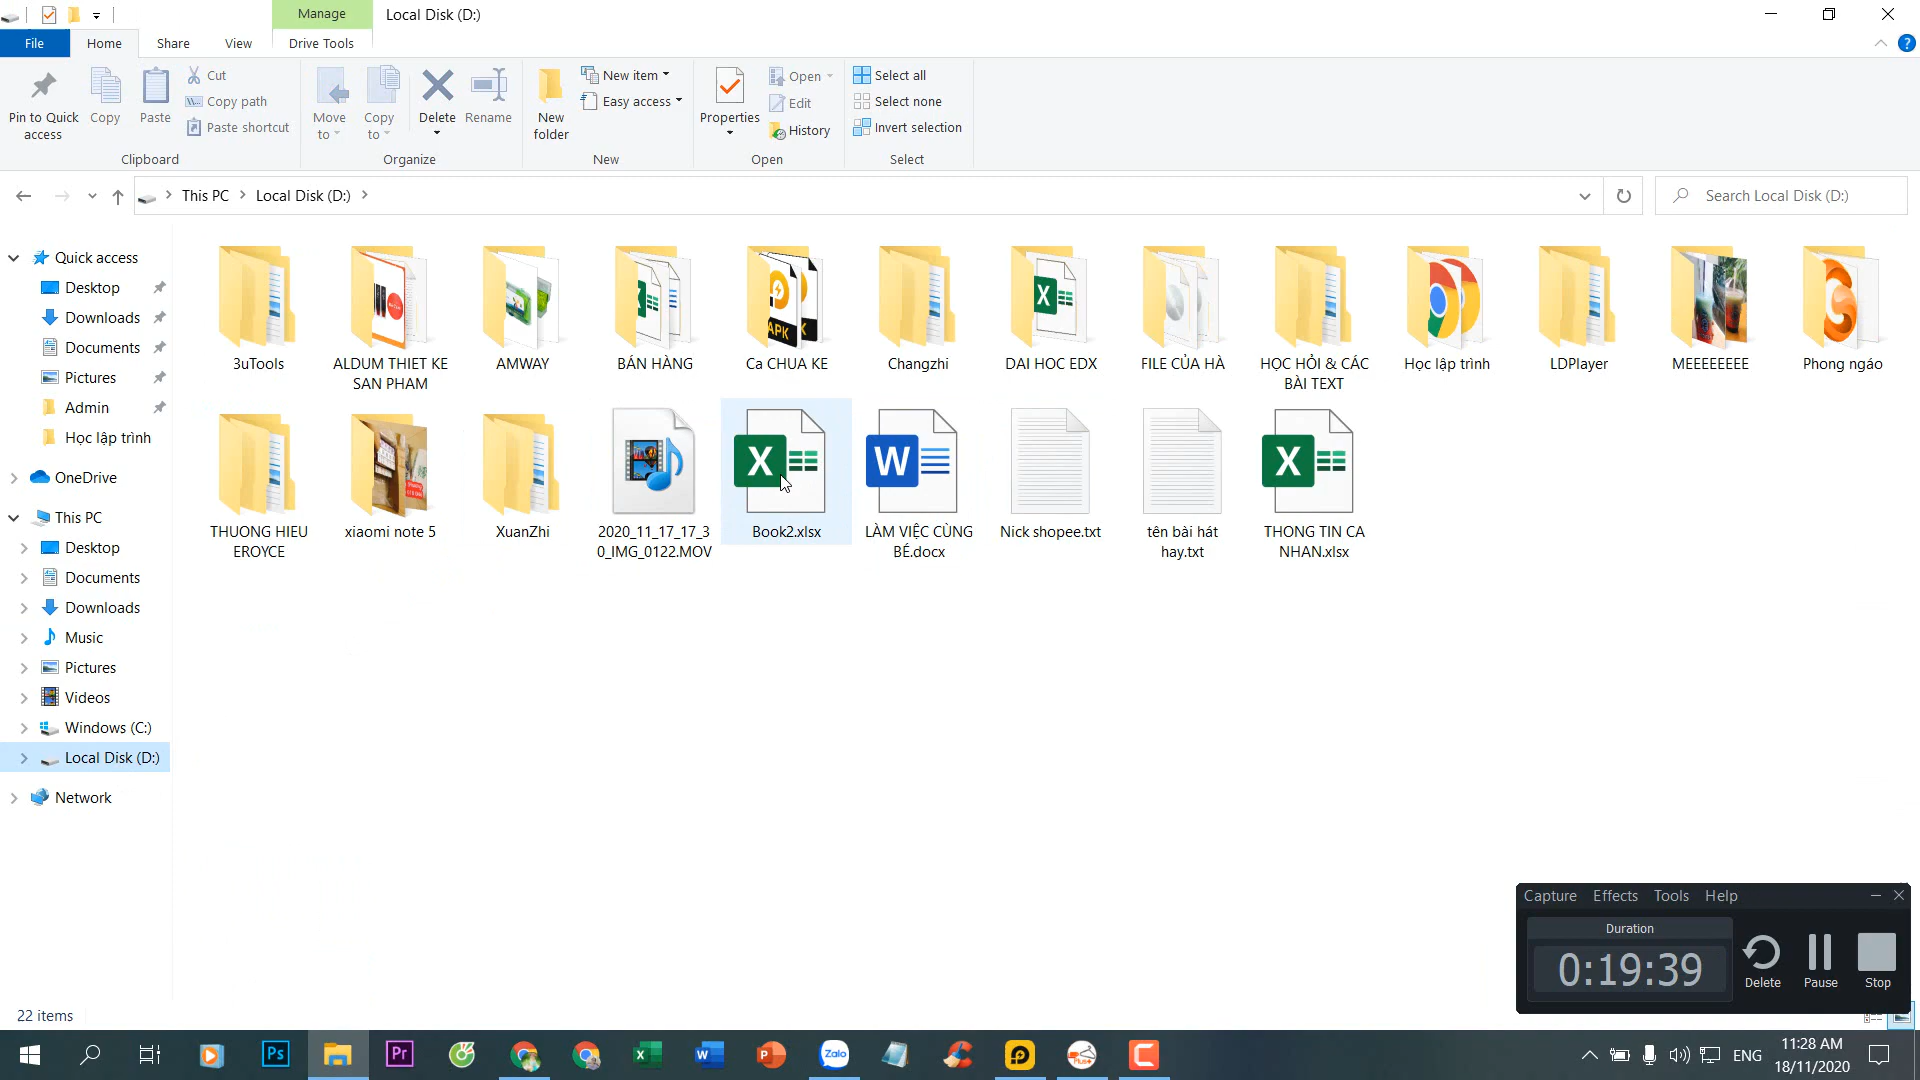 Manage
Local Disk (D:)
File
Home
Share
View
Drive Tools
Pin to Quick access
Copy
Paste
Cut
Copy path
Paste shortcut
Clipboard
Move to
Copy to
Delete
Rename
Organize
New folder
New item
Easy access
New
Properties
Open
Edit
History
Open
Select all
Select none
Invert selection
Select
This PC
Local Disk (D:)
Search Local Disk (D:)
Quick access
Desktop
Downloads
Documents
Pictures
Admin
Học lập trình
OneDrive
This PC
Desktop
Documents
Downloads
Music
Pictures
Videos
Windows (C:)
Local Disk (D:)
Network
3uTools
ALDUM THIET KE
SAN PHAM
AMWAY
BÁN HÀNG
APK
Ca CHUA KE
Changzhi
DAI HOC EDX
FILE CỦA HÀ
HỌC HỎI & CÁC
BÀI TEXT
Học lập trình
LDPlayer
MEEEEEEEE
Phong ngáo
THUONG HIEU
EROYCE
xiaomi note 5
XuanZhi
2020_11_17_17_3
0_IMG_0122.MOV
Book2.xlsx
LÀM VIỆC CÙNG
BÉ.docx
Nick shopee.txt
tên bài hát
hay.txt
THONG TIN CA
NHAN.xlsx
Capture
Effects
Tools
Help
Duration
0:19:39
Delete
Pause
Stop
22 items
Ps
Pr
Zalo
ENG
11:28 AM
18/11/2020